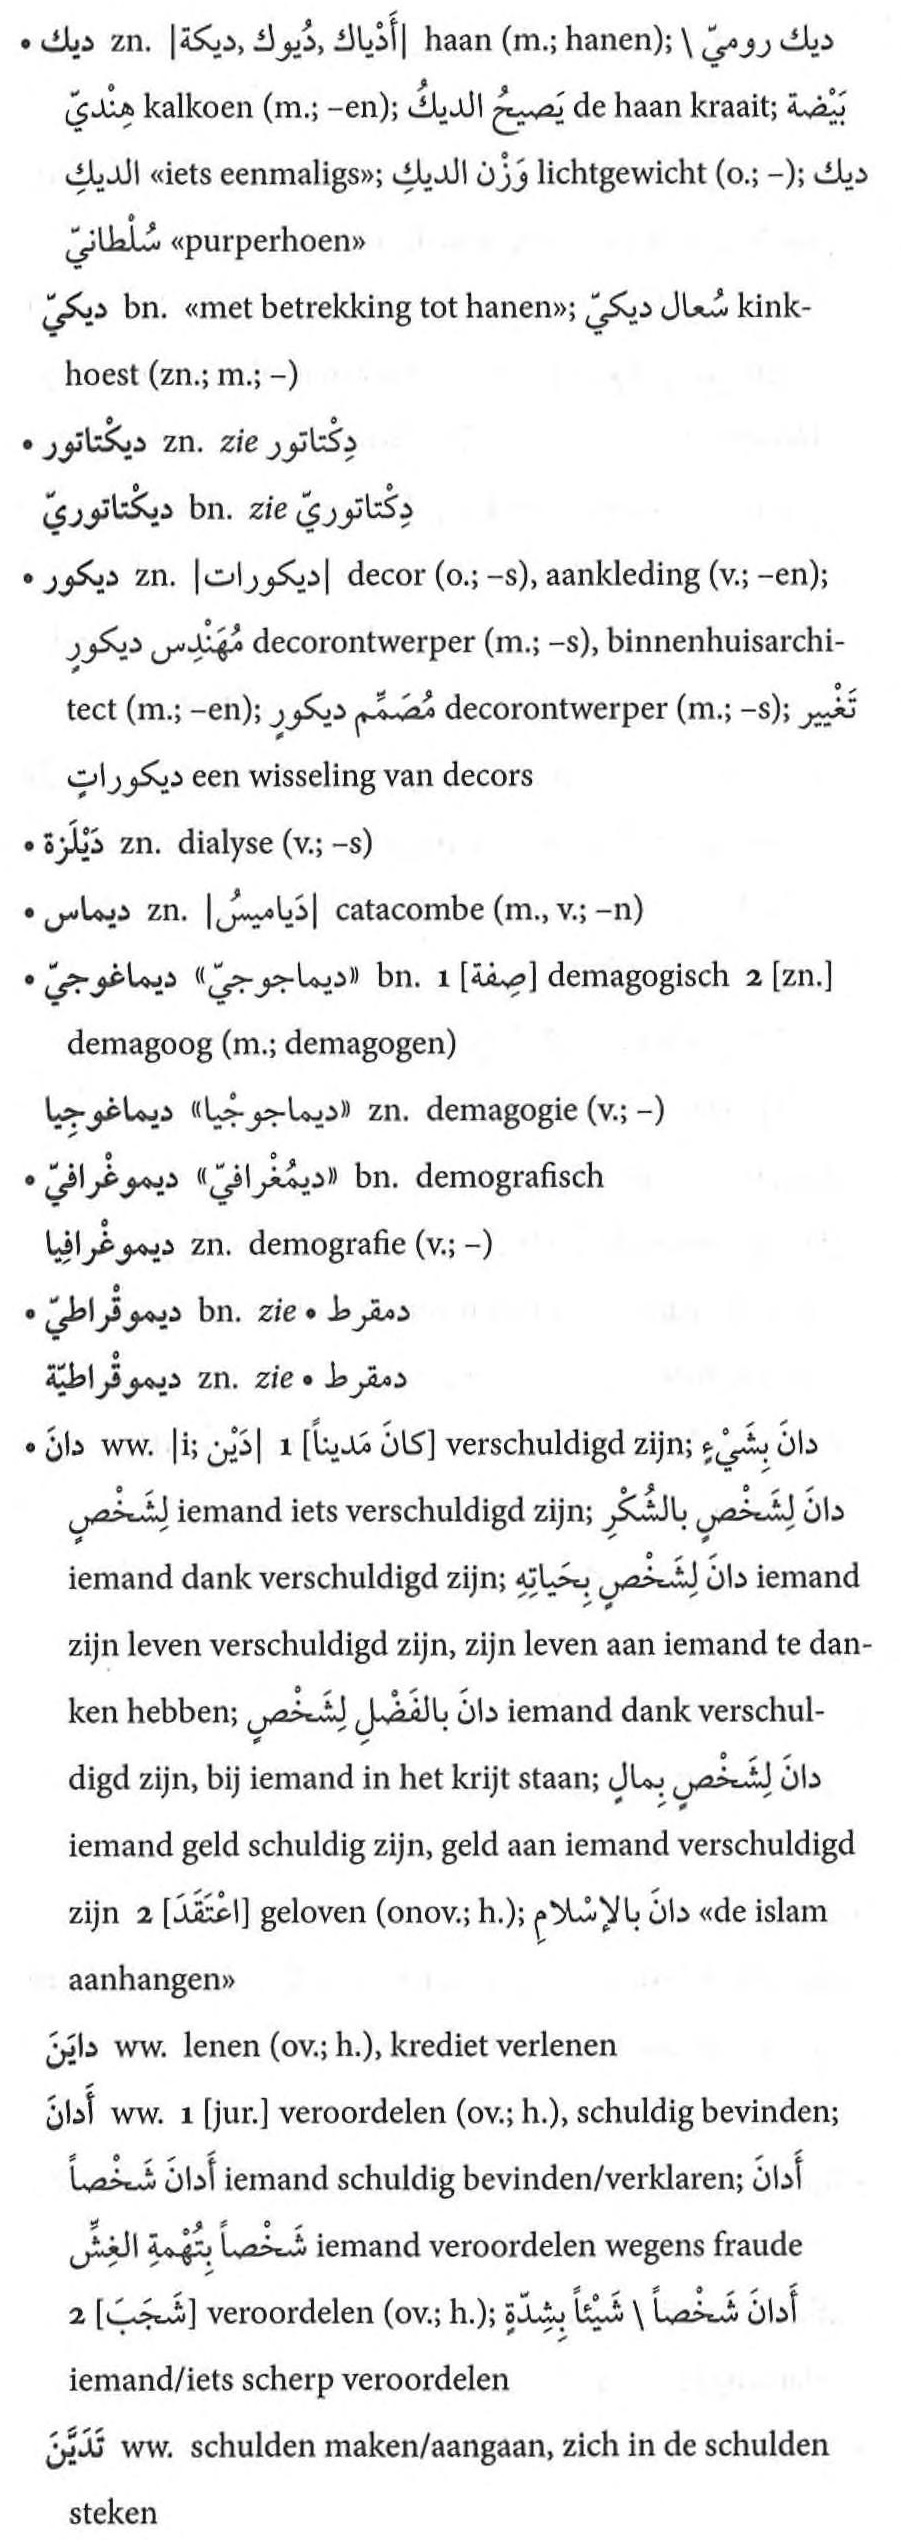 • ديك zn. |أَدْياك, دُيوك, ديكة| haan (m.; hanen); ديك روميّ \
هِنْديّ kalkoen (m.; –en); يَصيحُ الديكُ de haan kraait; بَيْضة
الديكِ «iets eenmaligs»; وَزْن الديكِ lichtgewicht (o.; –); ديك
سُلْطانيّ «purperhoen»
ديكيّ bn. «met betrekking tot hanen»; سُعال ديكيّ kink-
hoest (zn.; m.; –)
• ديكْتاتور zn. zie دِكْتاتور
ديكْتاتوريّ bn. zie دِكْتاتوريّ
• ديكور zn. |ديكورات| decor (o.; –s), aankleding (v.; –en);
مُهَنْدِس ديكورٍ decorontwerper (m.; –s), binnenhuisarchi-
tect (m.; –en); مُصَمِّم ديكورٍ decorontwerper (m.; –s); تَغْيير
ديكوراتٍ een wisseling van decors
• دَيْلَزة zn. dialyse (v.; –s)
• ديماس zn. |دَياميسُ| catacombe (m., v.; –n)
• ديماغوجيّ «ديماجوجيّ» bn. 1 [صِفة] demagogisch 2 [zn.]
demagoog (m.; demagogen)
ديماغوجِيا «ديماجوجْيا» zn. demagogie (v.; –)
• ديموغْرافيّ «ديمُغْرافيّ» bn. demografisch
ديموغْرافِيا zn. demografie (v.; –)
• ديموقْراطيّ bn. zie • دمقرط
ديموقْراطيّة zn. zie • دمقرط
• دانَ ww. |i; دَيْن| 1 [كانَ مَديناً] verschuldigd zijn; دانَ بِشَيْءٍ
لِشَخْصٍ iemand iets verschuldigd zijn; دانَ لِشَخْصٍ بِالشُكْرِ
iemand dank verschuldigd zijn; دانَ لِشَخْصٍ بِحَياتِهِ iemand
zijn leven verschuldigd zijn, zijn leven aan iemand te dan-
ken hebben; دانَ بِالفَضْلِ لِشَخْصٍ iemand dank verschul-
digd zijn, bij iemand in het krijt staan; دانَ لِشَخْصٍ بِمالٍ
iemand geld schuldig zijn, geld aan iemand verschuldigd
zijn 2 [اعْتَقَدَ] geloven (onov.; h.); دانَ بِالإسْلامِ «de islam
aanhangen»
دايَنَ ww. lenen (ov.; h.), krediet verlenen
أَدانَ ww. 1 [jur.] veroordelen (ov.; h.), schuldig bevinden;
أَدانَ شَخْصاً iemand schuldig bevinden/verklaren; أَدانَ
شَخْصاً بِتُهْمةِ الغِشِّ iemand veroordelen wegens fraude
2 [شَجَبَ] veroordelen (ov.; h.); أَدانَ شَخْصاً \ شَيْئاً بِشِدّةٍ
iemand/iets scherp veroordelen
تَدَيَّنَ ww. schulden maken/aangaan, zich in de schulden
steken